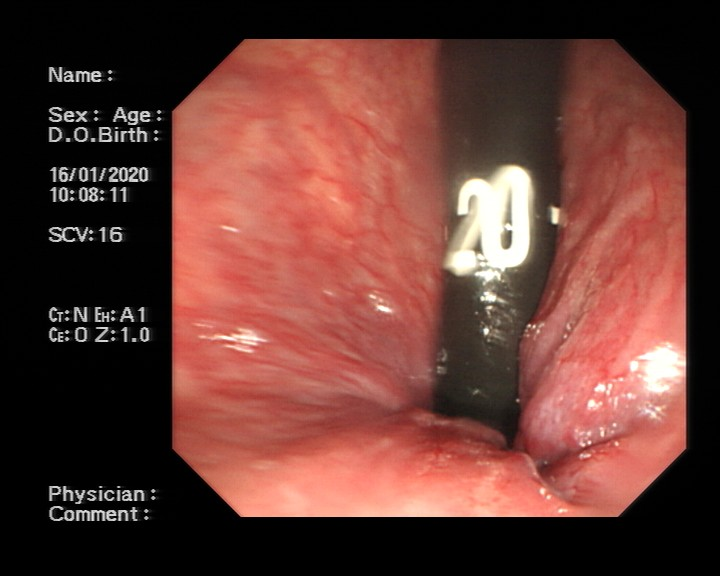 Name:
Sex: Age:
D.O.Birth:
16/01/2020
10:08:11
SCV:16
CT:N EH:A1
CE:0 Z:1.0
Physician:
Comment:
20